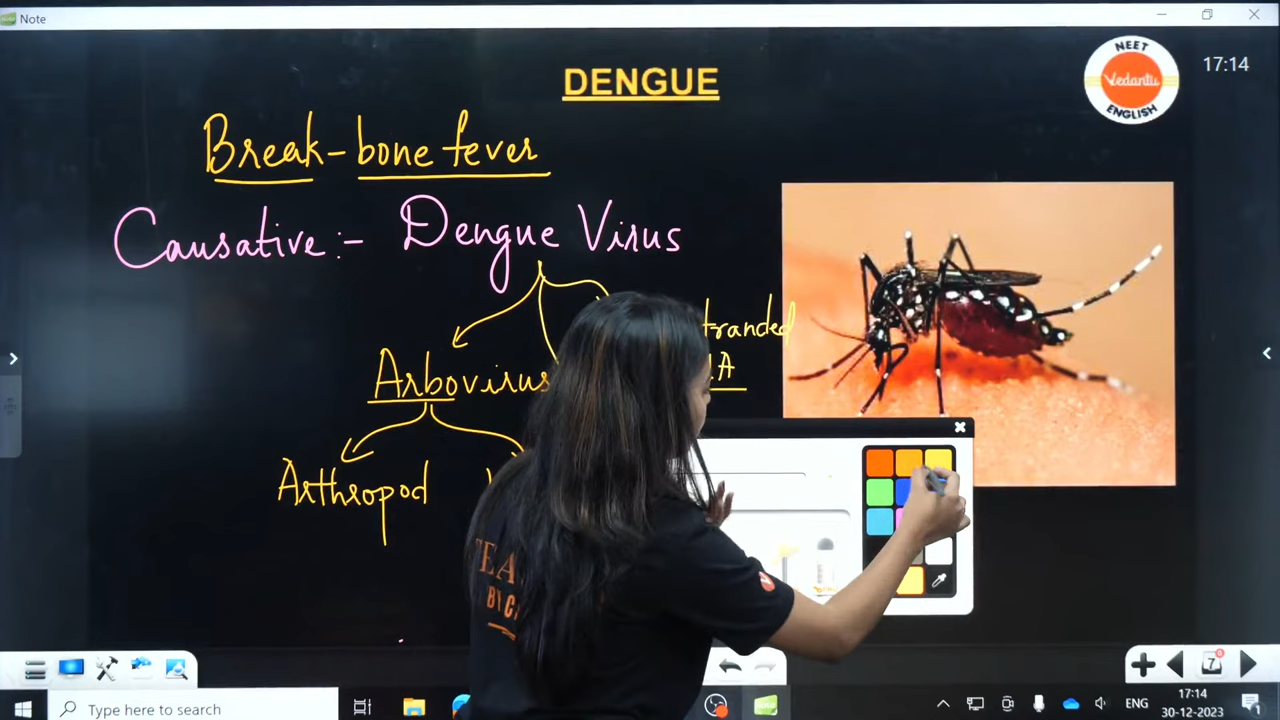 Note
DENGUE
NEET
Vedantu
ENGLISH
17:14
Break-bone fever
Causative:- Dengue Virus
tranded
Arbovirus
Arthropod
Type here to search
7
ENG
17:14
30-12-2023